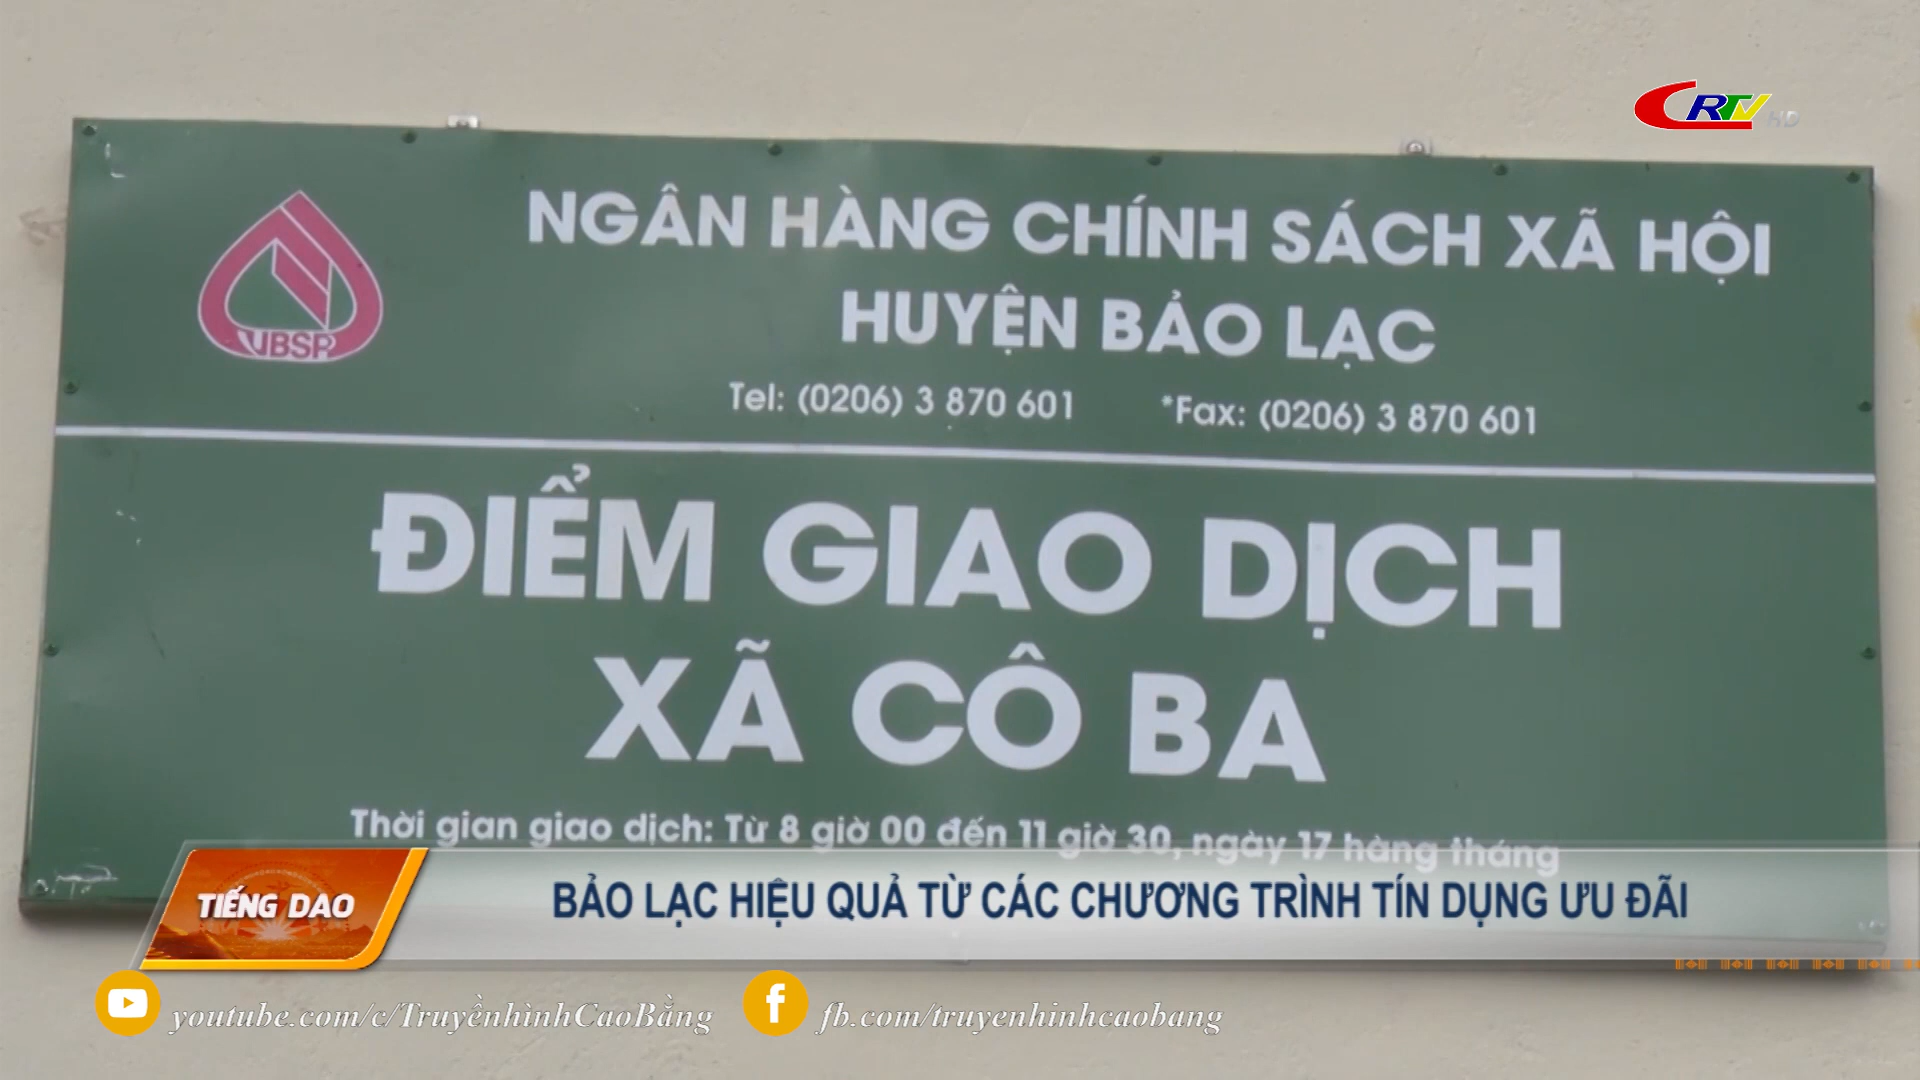 CRTV HD
NGÂN HÀNG CHÍNH SÁCH XÃ HỘI
HUYỆN BẢO LẠC
VBSP
Tel: (0206) 3 870 601 *Fax: (0206) 3 870 601
ĐIỂM GIAO DỊCH
XÃ CÔ BA
Thời gian giao dịch: Từ 8 giờ 00 đến 11 giờ 30, ngày 17 hàng tháng
TIẾNG DAO
BẢO LẠC HIỆU QUẢ TỪ CÁC CHƯƠNG TRÌNH TÍN DỤNG ƯU ĐÃI
youtube.com/c/TruyềnhìnhCaoBằng
fb.com/truyenhinhcaobang